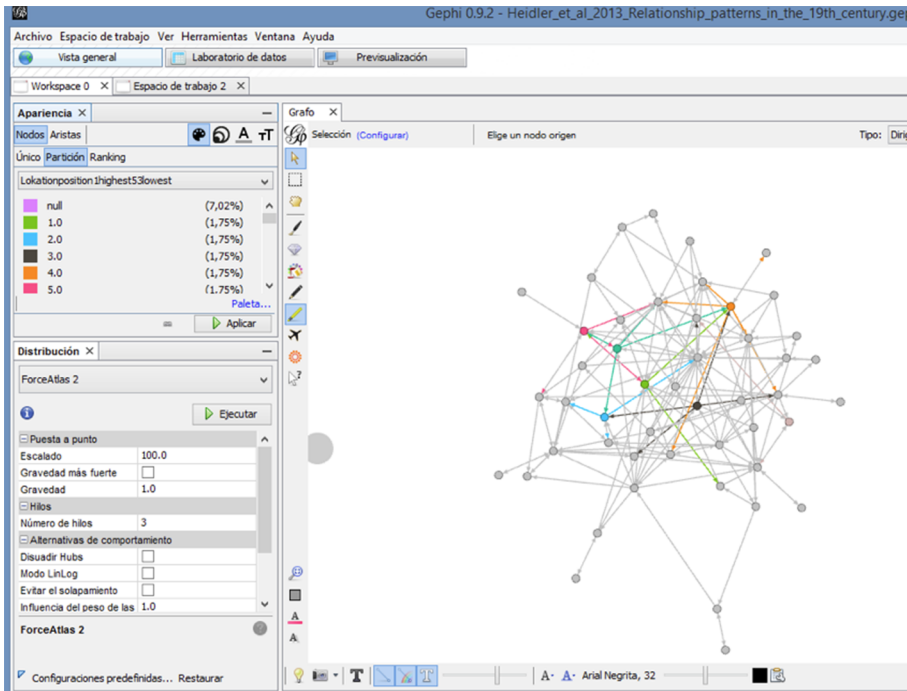 Gephi 0.9.2 - Heidler_et_al_2013_Relationship_patterns_in_the_19th_century.gep
Archivo Espacio de trabajo Ver Herramientas Ventana Ayuda
Vista general Laboratorio de datos Previsualización
Workspace 0 X Espacio de trabajo 2 X
Apariencia X
Nodos Aristas
Único Partición Ranking
Lokationposition1highest53lowest
null (7,02%)
1.0 (1,75%)
2.0 (1,75%)
3.0 (1,75%)
4.0 (1,75%)
5.0 (1,75%)
Paleta...
Aplicar
Distribución X
ForceAtlas 2
Ejecutar
Puesta a punto
Escalado 100.0
Gravedad más fuerte
Gravedad 1.0
Hilos
Número de hilos 3
Alternativas de comportamiento
Disuadir Hubs
Modo LinLog
Evitar el solapamiento
Influencia del peso de las 1.0
ForceAtlas 2
Configuraciones predefinidas... Restaurar
Grafo X
Selección (Configurar) Elige un nodo origen Tipo: Diri
A- A- Arial Negrita, 32